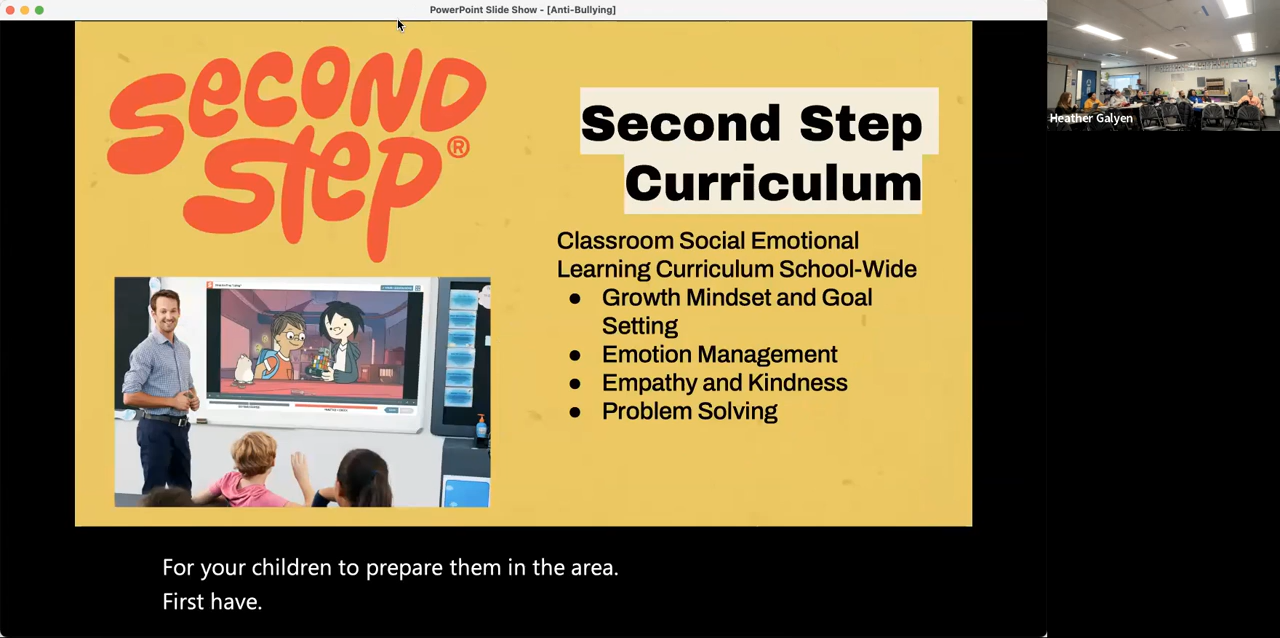 PowerPoint Slide Show - [Anti-Bullying]
Second
Step®
Second Step
Curriculum
Classroom Social Emotional
Learning Curriculum School-Wide
● Growth Mindset and Goal
Setting
● Emotion Management
● Empathy and Kindness
● Problem Solving
For your children to prepare them in the area.
First have.
Heather Galyen